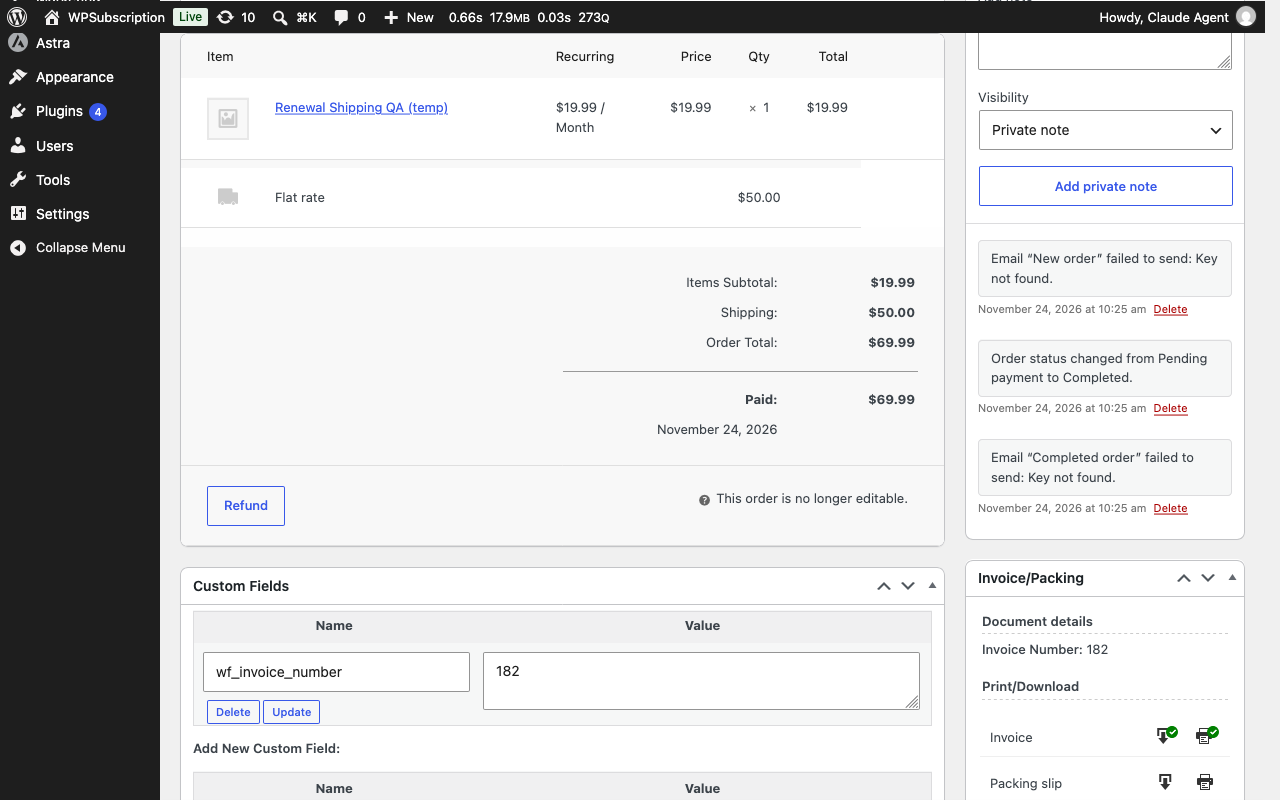 WPSubscription Live 10 ⌘K 0 New 0.66s 17.9MB 0.03s 273Q Howdy, Claude Agent
Astra
Appearance
Plugins 4
Users
Tools
Settings
Collapse Menu
Item Recurring Price Qty Total
Renewal Shipping QA (temp) $19.99 / $19.99 × 1 $19.99
Month
Flat rate $50.00
Items Subtotal: $19.99
Shipping: $50.00
Order Total: $69.99
Paid: $69.99
November 24, 2026
Refund This order is no longer editable.
Custom Fields
Name Value
wf_invoice_number 182
Delete Update
Add New Custom Field:
Name Value
Visibility
Private note
Add private note
Email “New order” failed to send: Key
not found.
November 24, 2026 at 10:25 am Delete
Order status changed from Pending
payment to Completed.
November 24, 2026 at 10:25 am Delete
Email “Completed order” failed to
send: Key not found.
November 24, 2026 at 10:25 am Delete
Invoice/Packing
Document details
Invoice Number: 182
Print/Download
Invoice
Packing slip